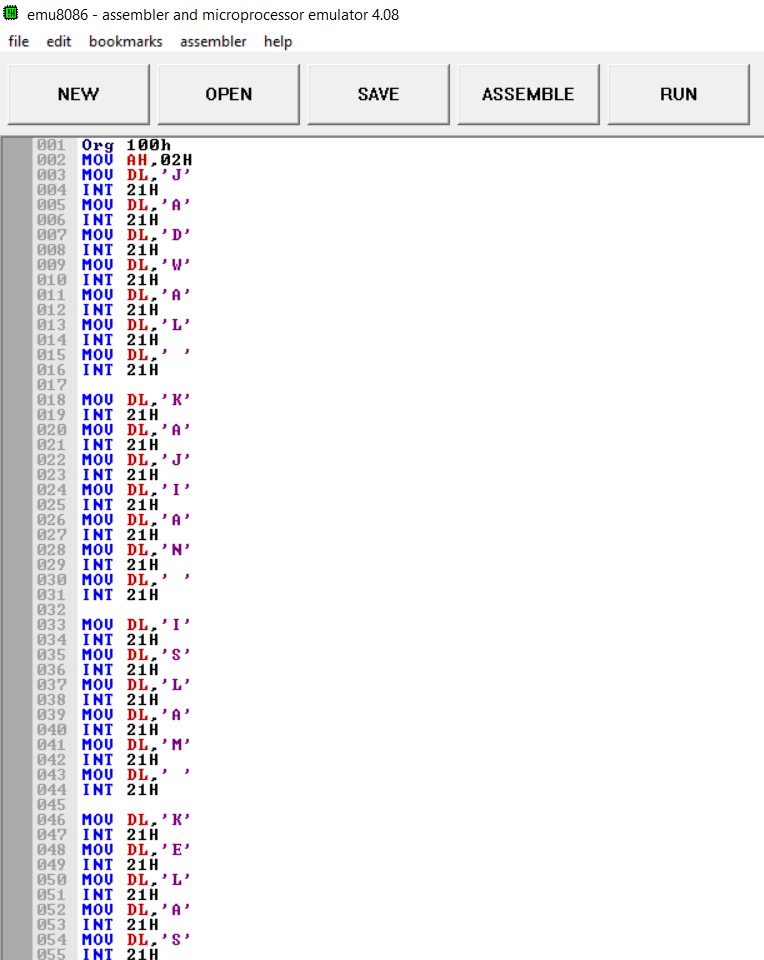 emu8086 - assembler and microprocessor emulator 4.08
file edit bookmarks assembler help
NEW OPEN SAVE ASSEMBLE RUN
001 Org 100h
002 MOV AH,02H
003 MOV DL,'J'
004 INT 21H
005 MOV DL,'A'
006 INT 21H
007 MOV DL,'D'
008 INT 21H
009 MOV DL,'W'
010 INT 21H
011 MOV DL,'A'
012 INT 21H
013 MOV DL,'L'
014 INT 21H
015 MOV DL,' '
016 INT 21H
017
018 MOV DL,'K'
019 INT 21H
020 MOV DL,'A'
021 INT 21H
022 MOV DL,'J'
023 INT 21H
024 MOV DL,'I'
025 INT 21H
026 MOV DL,'A'
027 INT 21H
028 MOV DL,'N'
029 INT 21H
030 MOV DL,' '
031 INT 21H
032
033 MOV DL,'I'
034 INT 21H
035 MOV DL,'S'
036 INT 21H
037 MOV DL,'L'
038 INT 21H
039 MOV DL,'A'
040 INT 21H
041 MOV DL,'M'
042 INT 21H
043 MOV DL,' '
044 INT 21H
045
046 MOV DL,'K'
047 INT 21H
048 MOV DL,'E'
049 INT 21H
050 MOV DL,'L'
051 INT 21H
052 MOV DL,'A'
053 INT 21H
054 MOV DL,'S'
055 INT 21H